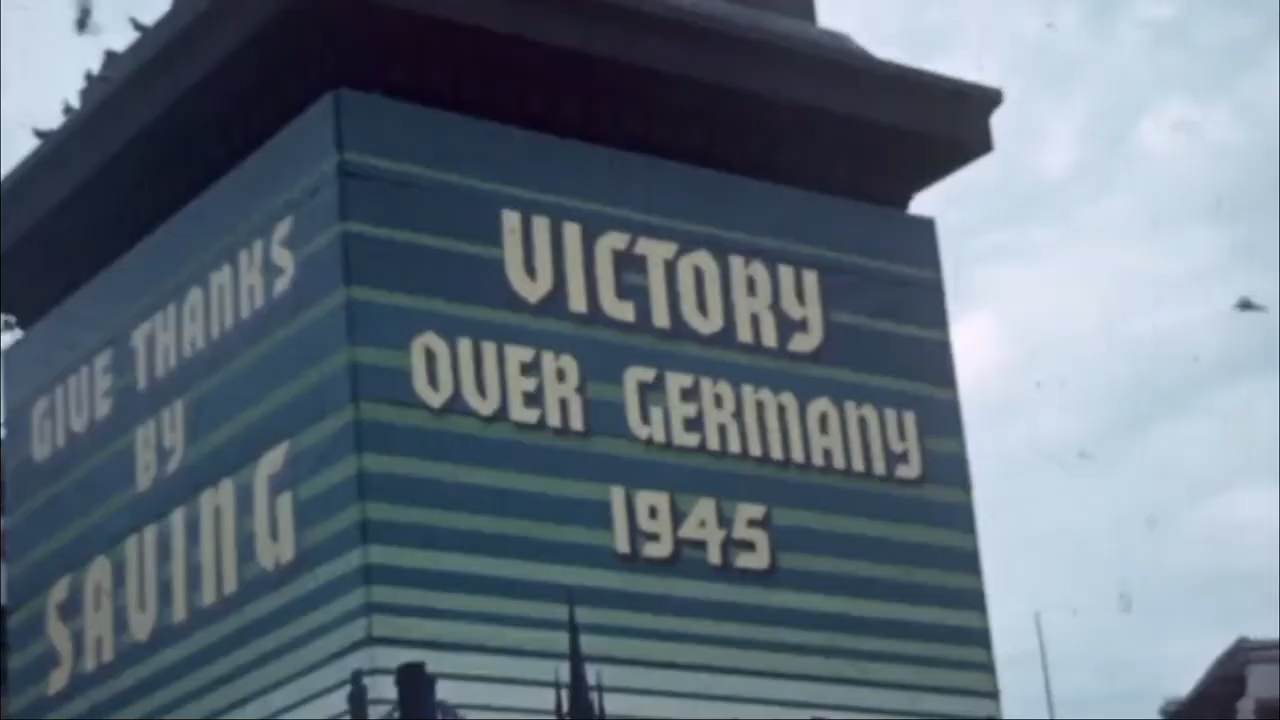 GIVE THANKS
BY
SAVING
VICTORY
OVER GERMANY
1945